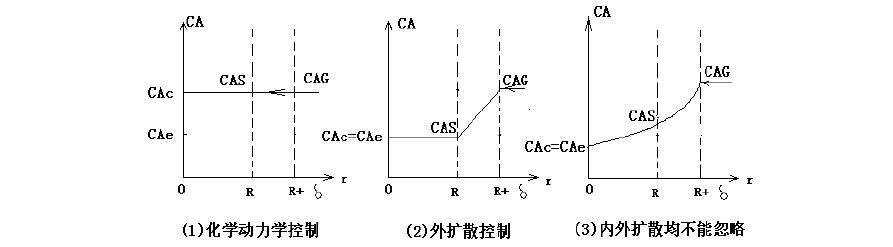 CA
CAc
CAe
CAS
CAG
0
R
R+ δ
r
(1)化学动力学控制
CA
CAc=CAe
CAS
CAG
0
R
R+ δ
r
(2)外扩散控制
CA
CAc=CAe
CAS
CAG
0
R
R+ δ
r
(3)内外扩散均不能忽略